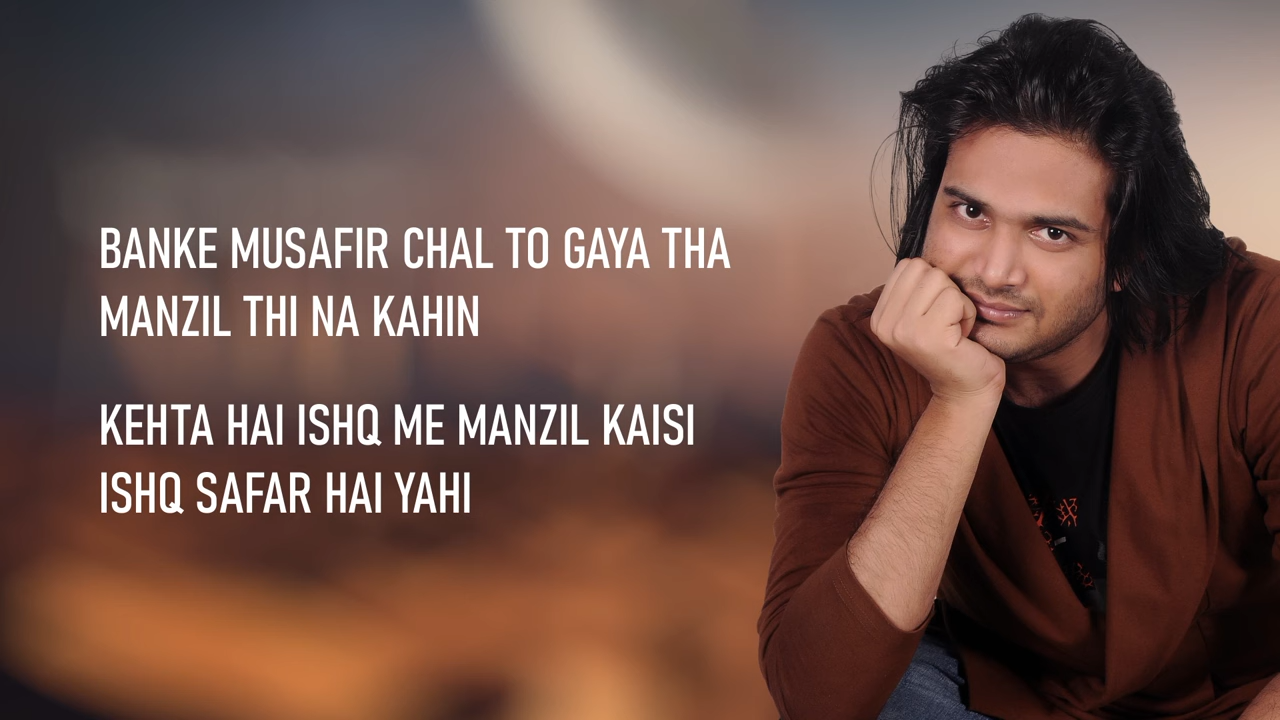 BANKE MUSAFIR CHAL TO GAYA THA
MANZIL THI NA KAHIN
KEHTA HAI ISHQ ME MANZIL KAISI
ISHQ SAFAR HAI YAHI